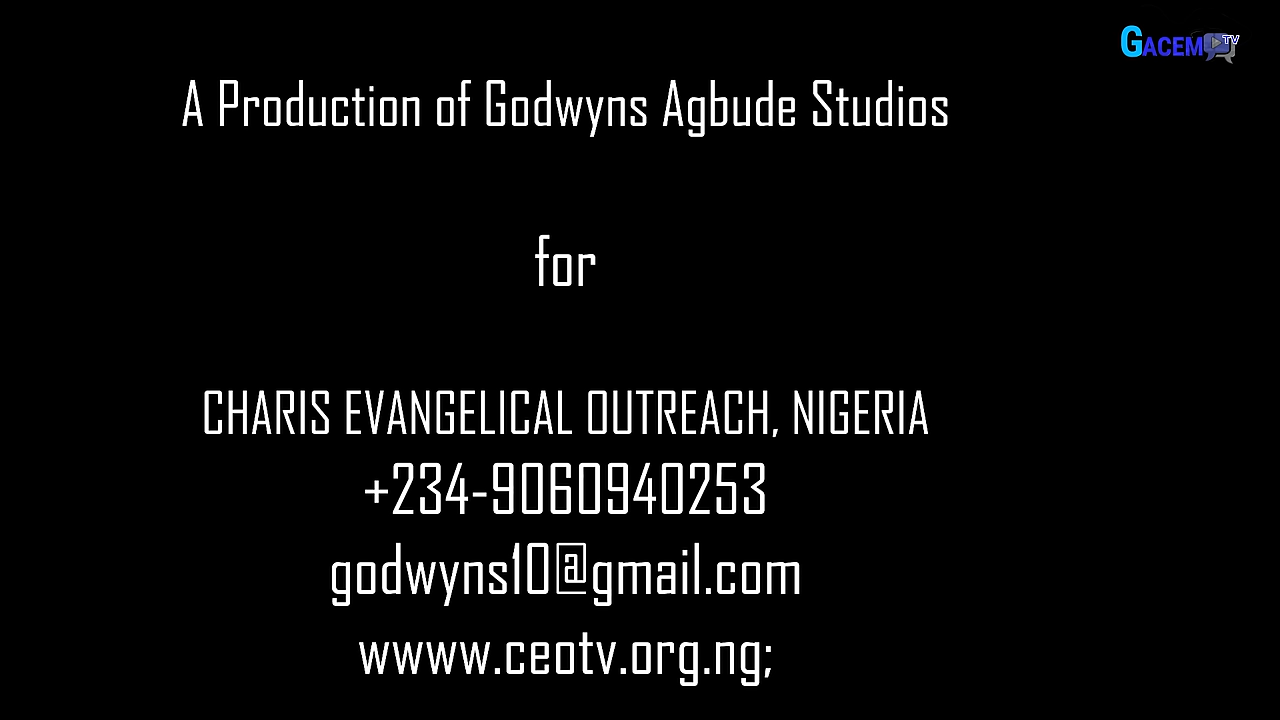 GACEM TV
A Production of Godwyns Agbude Studios
for
CHARIS EVANGELICAL OUTREACH, NIGERIA
+234-9060940253
godwyns10@gmail.com
www.ceotv.org.ng;